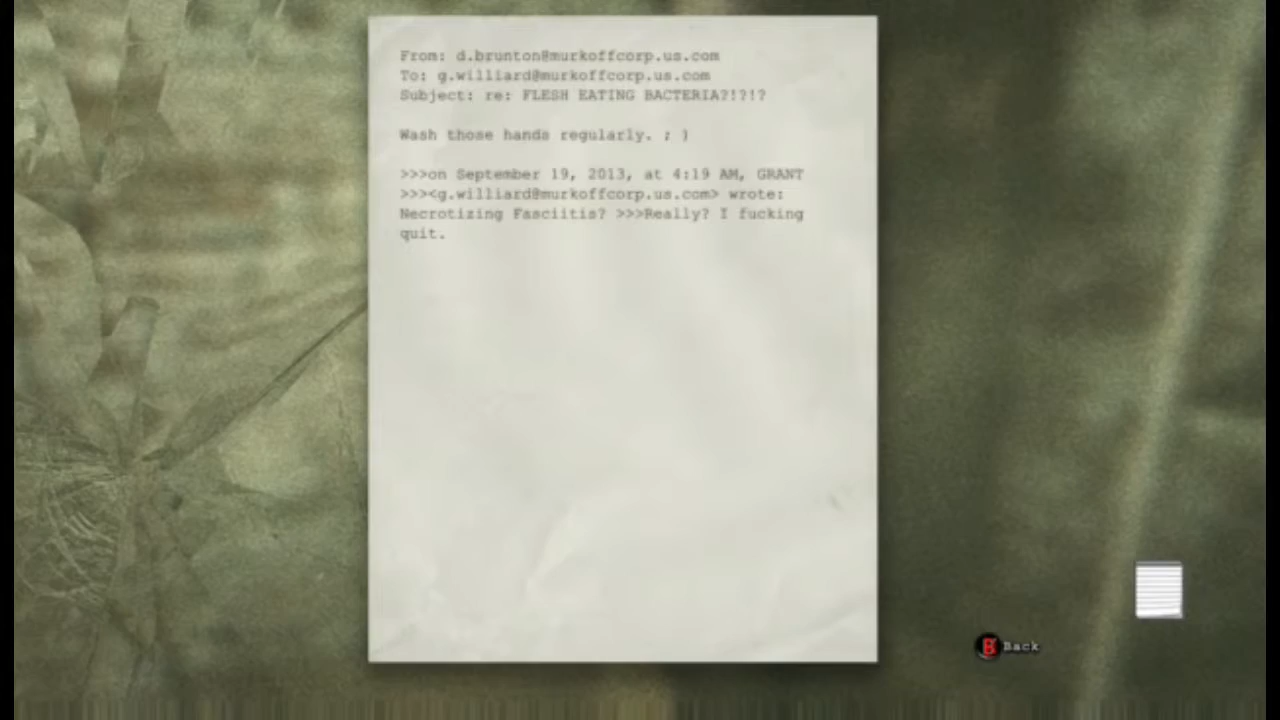 From: d.brunton@murkoffcorp.us.com
To: g.williard@murkoffcorp.us.com
Subject: re: FLESH EATING BACTERIA?!?!?
Wash those hands regularly. ; )
>>>on September 19, 2013, at 4:19 AM, GRANT
>>><g.williard@murkoffcorp.us.com> wrote:
Necrotizing Fasciitis? >>>Really? I fucking
quit.
B Back